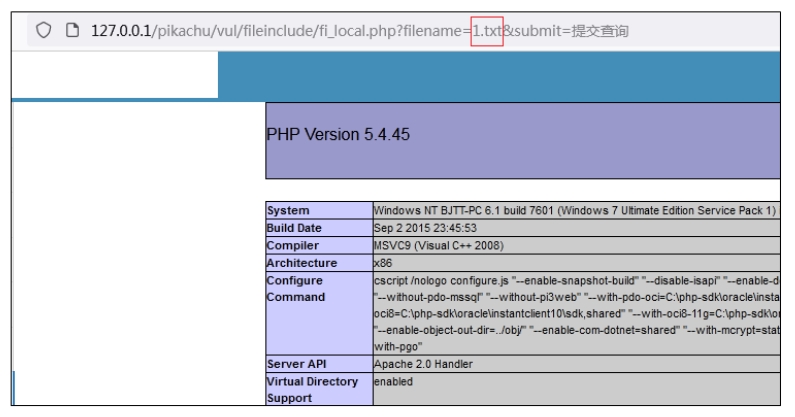 127.0.0.1/pikachu/vul/fileinclude/fi_local.php?filename=1.txt&submit=提交查询
PHP Version 5.4.45
System Windows NT BJTT-PC 6.1 build 7601 (Windows 7 Ultimate Edition Service Pack 1)
Build Date Sep 2 2015 23:45:53
Compiler MSVC9 (Visual C++ 2008)
Architecture x86
Configure Command cscript /nologo configure.js "--enable-snapshot-build" "--disable-isapi" "--enable-d
"--without-pdo-mssql" "--without-pi3web" "--with-pdo-oci=C:\php-sdk\oracle\insta
oci8=C:\php-sdk\oracle\instantclient10\sdk,shared" "--with-oci8-11g=C:\php-sdk\or
"--enable-object-out-dir=../obj/" "--enable-com-dotnet=shared" "--with-mcrypt=stat
with-pgo"
Server API Apache 2.0 Handler
Virtual Directory Support enabled